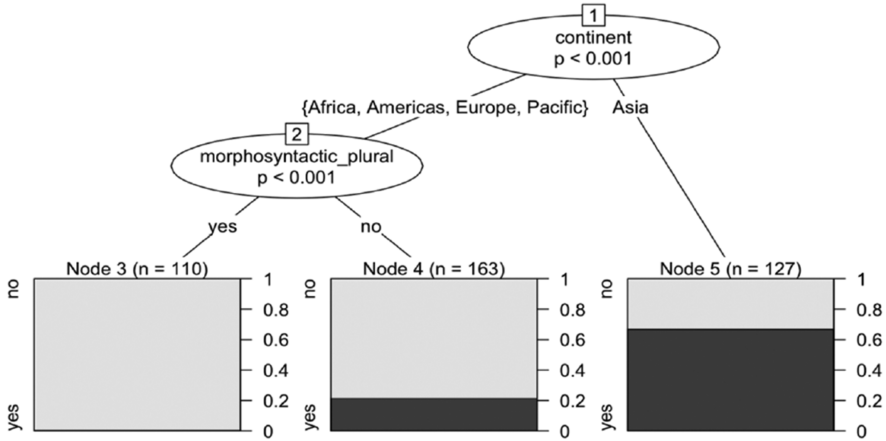 1
continent
p < 0.001
{Africa, Americas, Europe, Pacific} Asia
2
morphosyntactic_plural
p < 0.001
yes no
Node 3 (n = 110) Node 4 (n = 163) Node 5 (n = 127)
no 1 no 1 no 1
0.8 0.8 0.8
0.6 0.6 0.6
0.4 0.4 0.4
0.2 0.2 0.2
yes 0 yes 0 yes 0